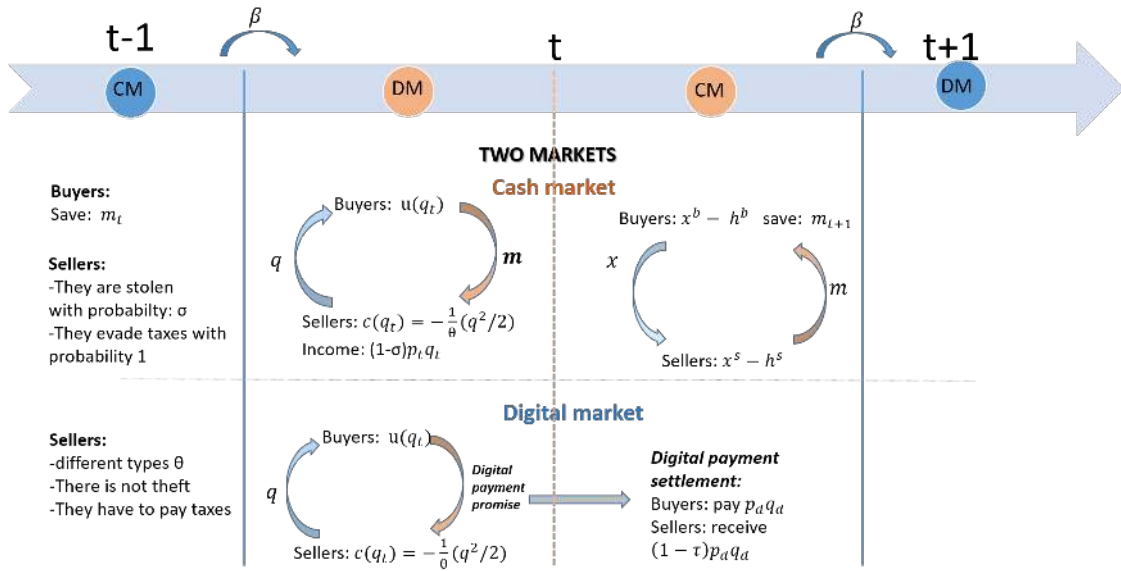 β
β
t-1
t
t+1
CM
DM
CM
DM
TWO MARKETS
Cash market
Buyers:
Save: m_t
Sellers:
-They are stolen
with probabilty: σ
-They evade taxes with
probability 1
Buyers: u(q_t)
q
m
Sellers: c(q_t) = −1/θ(q²/2)
Income: (1-σ)p_t q_t
Buyers: x^b − h^b save: m_{t+1}
x
m
Sellers: x^s − h^s
Digital market
Sellers:
-different types θ
-There is not theft
-They have to pay taxes
Buyers: u(q_t)
q
Digital
payment
promise
Sellers: c(q_t) = −1/θ(q²/2)
Digital payment
settlement:
Buyers: pay p_d q_d
Sellers: receive
(1 − τ)p_d q_d